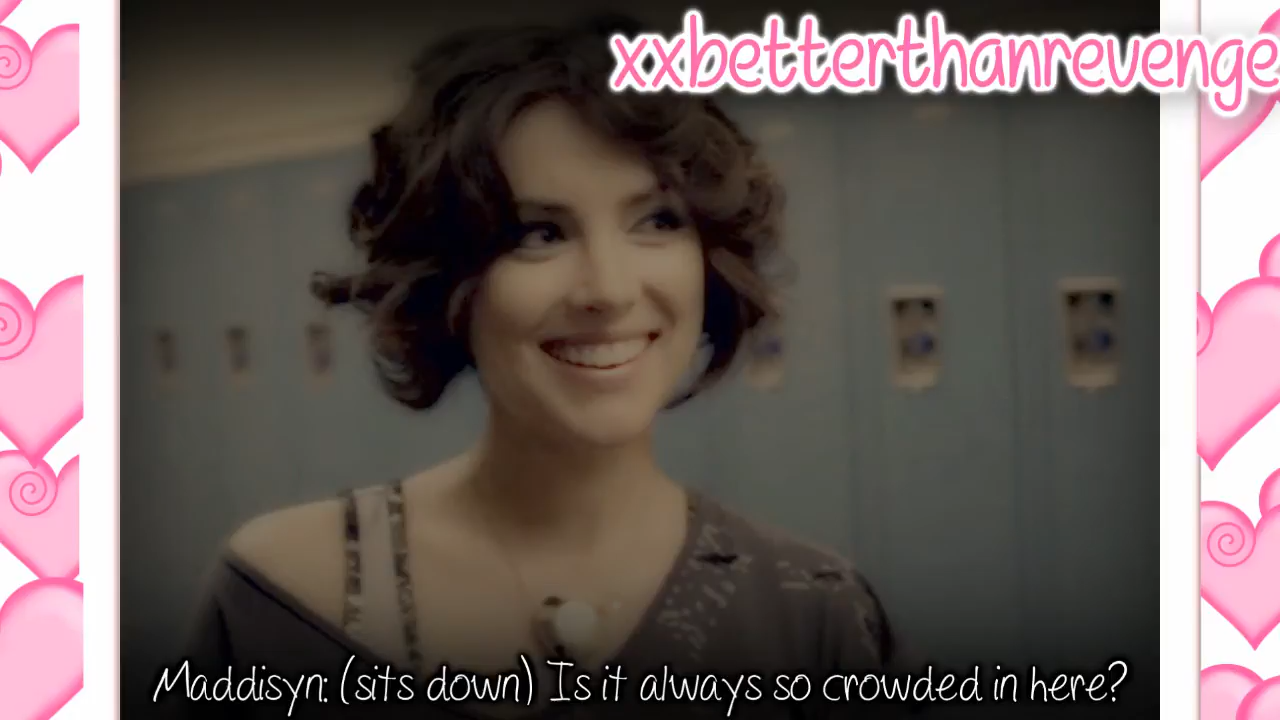 xxbetterthanrevenge
Maddisyn: (sits down) Is it always so crowded in here?